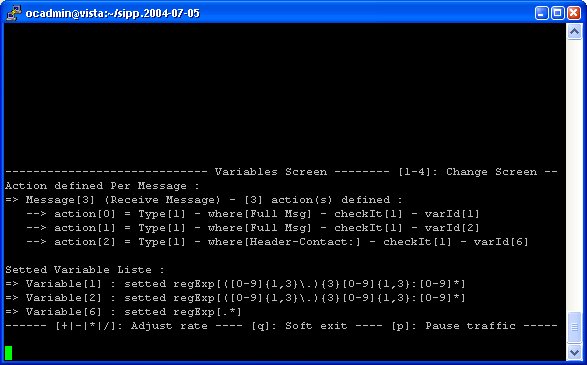 ocadmin@vista:~/sipp.2004-07-05
------------------------------ Variables Screen -------- [1-4]: Change Screen --
Action defined Per Message :
=> Message[3] (Receive Message) - [3] action(s) defined :
   --> action[0] = Type[1] - where[Full Msg] - checkIt[1] - varId[1]
   --> action[1] = Type[1] - where[Full Msg] - checkIt[1] - varId[2]
   --> action[2] = Type[1] - where[Header-Contact:] - checkIt[1] - varId[6]
Setted Variable Liste :
=> Variable[1] : setted regExp[([0-9]{1,3}\.){3}[0-9]{1,3}:[0-9]*]
=> Variable[2] : setted regExp[([0-9]{1,3}\.){3}[0-9]{1,3}:[0-9]*]
=> Variable[6] : setted regExp[.*]
------ [+|-|*|/]: Adjust rate ---- [q]: Soft exit ---- [p]: Pause traffic -----